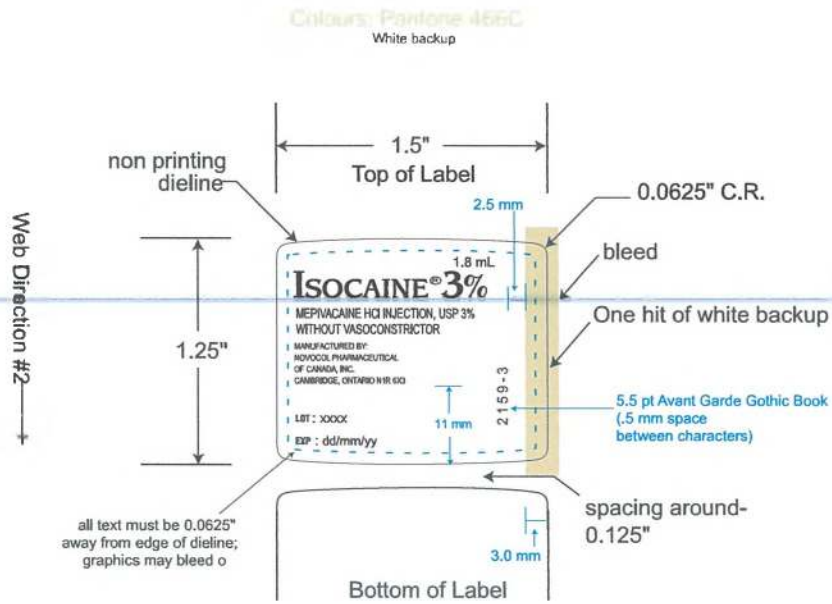 Colours: Pantone 466C
White backup
1.5"
Top of Label
non printing
dieline
2.5 mm
0.0625" C.R.
bleed
One hit of white backup
Web Direction #2
1.25"
1.8 mL
ISOCAINE® 3%
MEPIVACAINE HCl INJECTION, USP 3%
WITHOUT VASOCONSTRICTOR
MANUFACTURED BY:
NOVOCOL PHARMACEUTICAL
OF CANADA, INC.
CAMBRIDGE, ONTARIO N1R 6X3
LOT : XXXX
EXP : dd/mm/yy
11 mm
2159-3
5.5 pt Avant Garde Gothic Book
(.5 mm space
between characters)
all text must be 0.0625"
away from edge of dieline;
graphics may bleed o
spacing around-
0.125"
3.0 mm
Bottom of Label